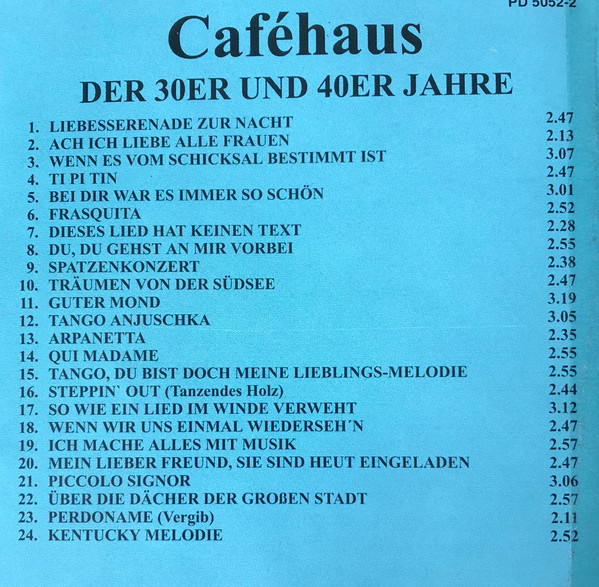 PD 5052-2
Caféhaus
DER 30ER UND 40ER JAHRE
1. LIEBESSERENADE ZUR NACHT 2.47
2. ACH ICH LIEBE ALLE FRAUEN 2.13
3. WENN ES VOM SCHICKSAL BESTIMMT IST 3.07
4. TI PI TIN 2.47
5. BEI DIR WAR ES IMMER SO SCHÖN 3.01
6. FRASQUITA 2.52
7. DIESES LIED HAT KEINEN TEXT 2.28
8. DU, DU GEHST AN MIR VORBEI 2.55
9. SPATZENKONZERT 2.38
10. TRÄUMEN VON DER SÜDSEE 2.47
11. GUTER MOND 3.19
12. TANGO ANJUSCHKA 3.05
13. ARPANETTA 2.35
14. QUI MADAME 2.55
15. TANGO, DU BIST DOCH MEINE LIEBLINGS-MELODIE 2.55
16. STEPPIN` OUT (Tanzendes Holz) 2.44
17. SO WIE EIN LIED IM WINDE VERWEHT 3.12
18. WENN WIR UNS EINMAL WIEDERSEH´N 2.47
19. ICH MACHE ALLES MIT MUSIK 2.57
20. MEIN LIEBER FREUND, SIE SIND HEUT EINGELADEN 2.47
21. PICCOLO SIGNOR 3.06
22. ÜBER DIE DÄCHER DER GROßEN STADT 2.57
23. PERDONAME (Vergib) 2.11
24. KENTUCKY MELODIE 2.52